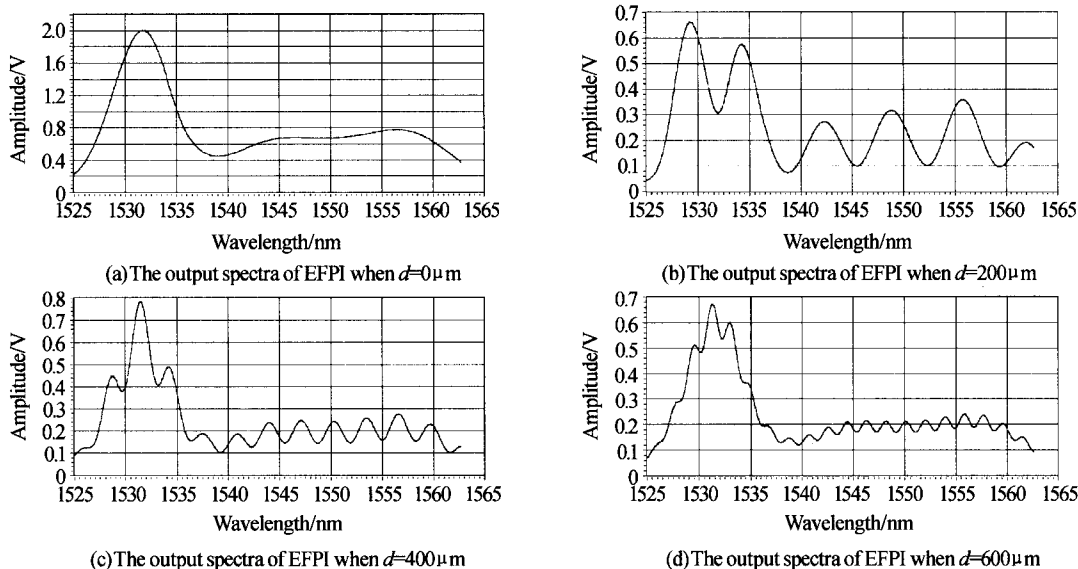 2.0
1.6
1.2
0.8
0.4
0
Amplitude/V
1525 1530 1535 1540 1545 1550 1555 1560 1565
Wavelength/nm
(a) The output spectra of EFPI when d=0μm
0.7
0.6
0.5
0.4
0.3
0.2
0.1
0
Amplitude/V
1525 1530 1535 1540 1545 1550 1555 1560 1565
Wavelength/nm
(b) The output spectra of EFPI when d=200μm
0.8
0.7
0.6
0.5
0.4
0.3
0.2
0.1
0
Amplitude/V
1525 1530 1535 1540 1545 1550 1555 1560 1565
Wavelength/nm
(c) The output spectra of EFPI when d=400μm
0.7
0.6
0.5
0.4
0.3
0.2
0.1
0
Amplitude/V
1525 1530 1535 1540 1545 1550 1555 1560 1565
Wavelength/nm
(d) The output spectra of EFPI when d=600μm